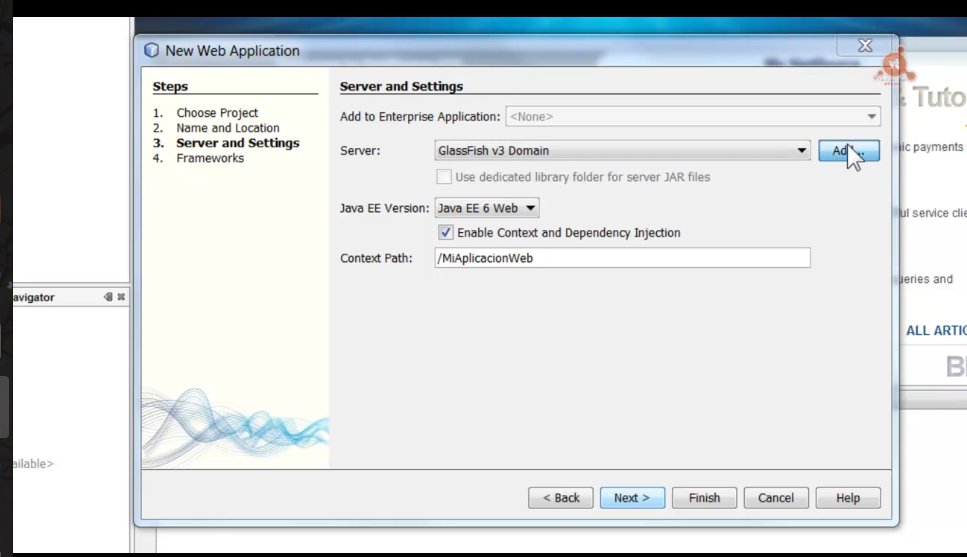 New Web Application
Steps
1. Choose Project
2. Name and Location
3. Server and Settings
4. Frameworks
Server and Settings
Add to Enterprise Application: <None>
Server: GlassFish v3 Domain
Use dedicated library folder for server JAR files
Java EE Version: Java EE 6 Web
Enable Context and Dependency Injection
Context Path: /MiAplicacionWeb
< Back Next > Finish Cancel Help
avigator
ailable>
& Tuto
ic payments
ul service clie
ueries and
ALL ARTIC